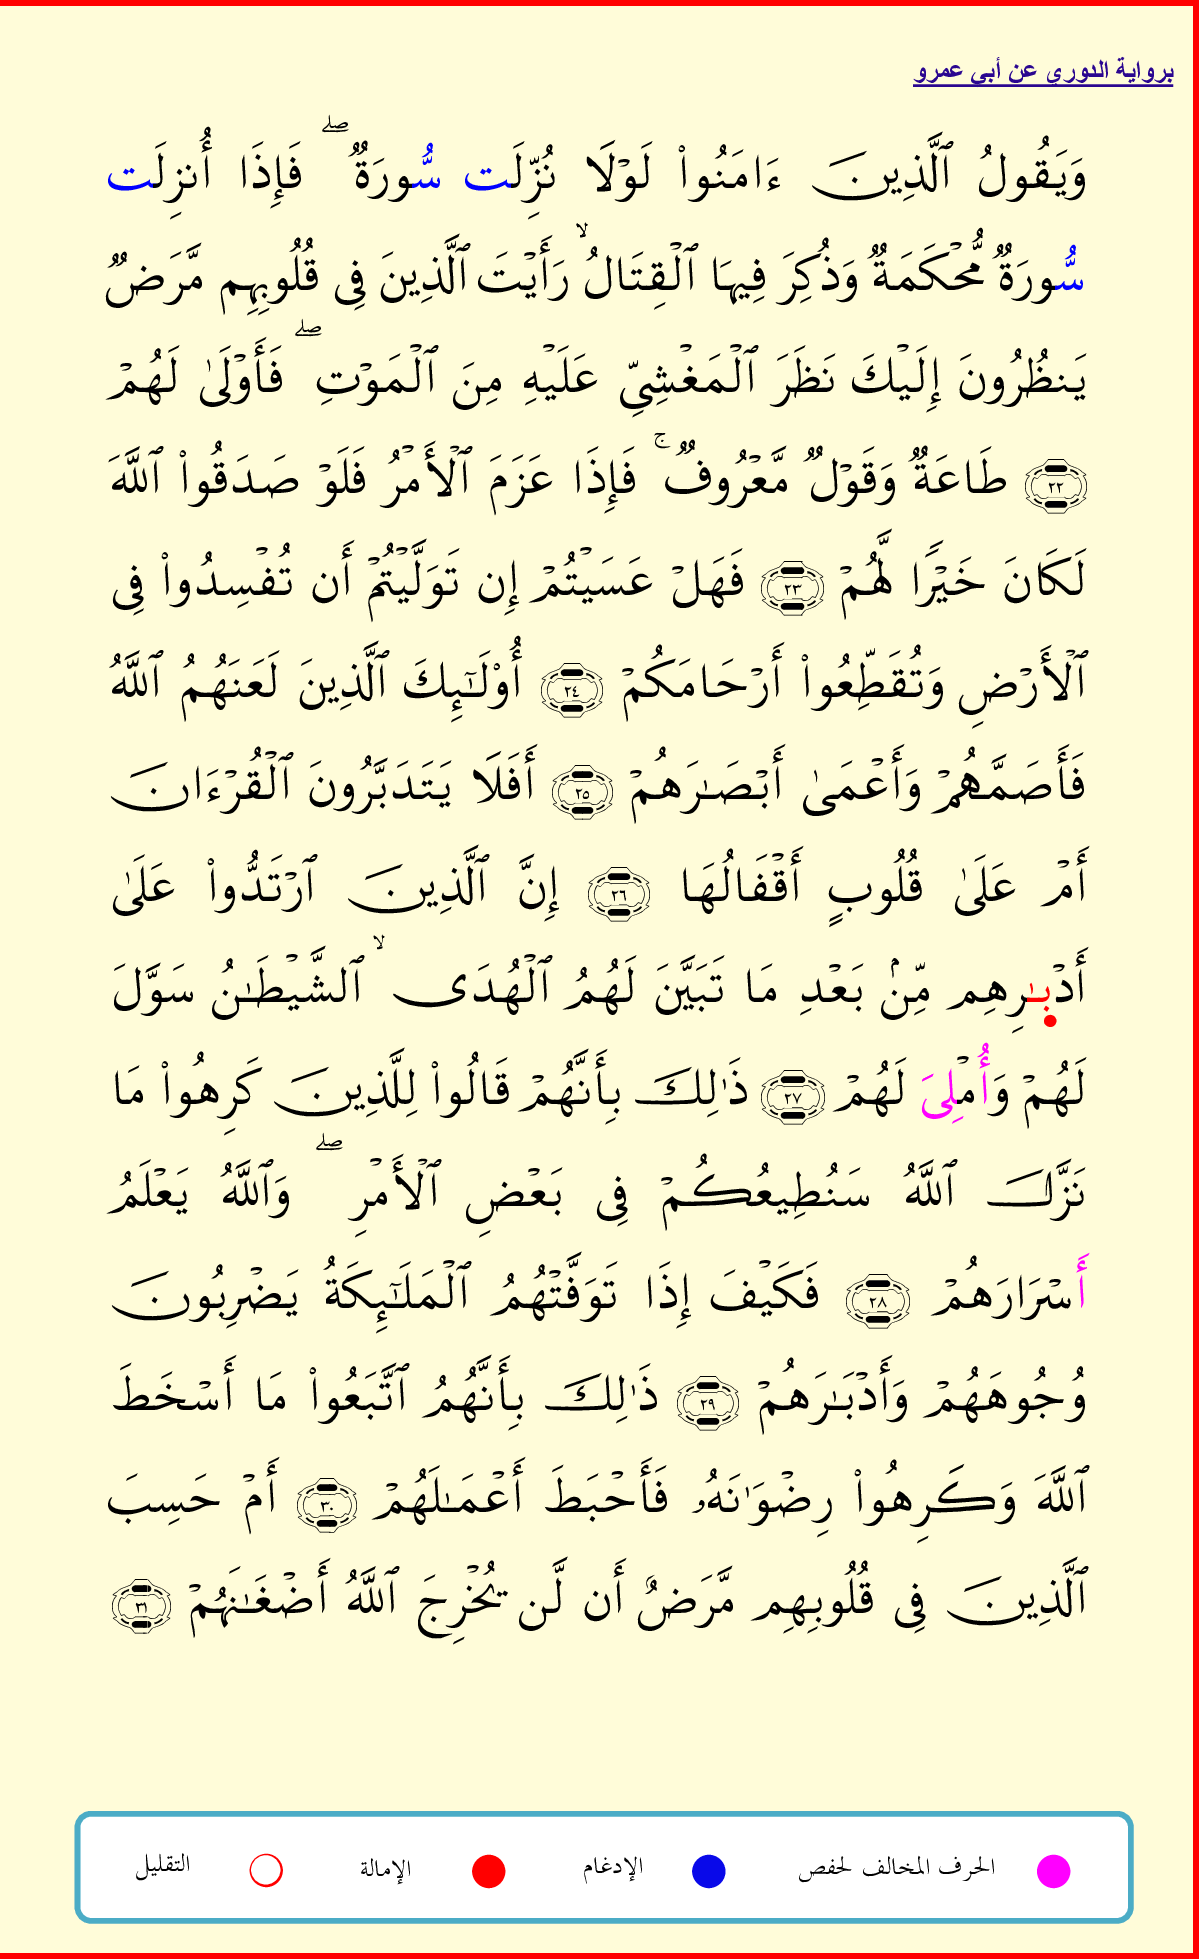 برواية الدوري عن أبي عمرو
وَيَقُولُ ٱلَّذِينَ ءَامَنُوا۟ لَوْلَا نُزِّلَت سُّورَةٌ ۖ فَإِذَا أُنزِلَت
سُّورَةٌ مُّحْكَمَةٌ وَذُكِرَ فِيهَا ٱلْقِتَالُ ۙ رَأَيْتَ ٱلَّذِينَ فِى قُلُوبِهِم مَّرَضٌ
يَنظُرُونَ إِلَيْكَ نَظَرَ ٱلْمَغْشِىِّ عَلَيْهِ مِنَ ٱلْمَوْتِ ۖ فَأَوْلَىٰ لَهُمْ
٢٢ طَاعَةٌ وَقَوْلٌ مَّعْرُوفٌ ۚ فَإِذَا عَزَمَ ٱلْأَمْرُ فَلَوْ صَدَقُوا۟ ٱللَّهَ
لَكَانَ خَيْرًا لَّهُمْ ٢٣ فَهَلْ عَسَيْتُمْ إِن تَوَلَّيْتُمْ أَن تُفْسِدُوا۟ فِى
ٱلْأَرْضِ وَتُقَطِّعُوا۟ أَرْحَامَكُمْ ٢٤ أُو۟لَٰٓئِكَ ٱلَّذِينَ لَعَنَهُمُ ٱللَّهُ
فَأَصَمَّهُمْ وَأَعْمَىٰ أَبْصَٰرَهُمْ ٢٥ أَفَلَا يَتَدَبَّرُونَ ٱلْقُرْءَانَ
أَمْ عَلَىٰ قُلُوبٍ أَقْفَالُهَا ٢٦ إِنَّ ٱلَّذِينَ ٱرْتَدُّوا۟ عَلَىٰ
أَدْبَٰرِهِم مِّنۢ بَعْدِ مَا تَبَيَّنَ لَهُمُ ٱلْهُدَى ۙ ٱلشَّيْطَٰنُ سَوَّلَ
لَهُمْ وَأُمْلِىَ لَهُمْ ٢٧ ذَٰلِكَ بِأَنَّهُمْ قَالُوا۟ لِلَّذِينَ كَرِهُوا۟ مَا
نَزَّلَ ٱللَّهُ سَنُطِيعُكُمْ فِى بَعْضِ ٱلْأَمْرِ ۖ وَٱللَّهُ يَعْلَمُ
أَسْرَارَهُمْ ٢٨ فَكَيْفَ إِذَا تَوَفَّتْهُمُ ٱلْمَلَٰٓئِكَةُ يَضْرِبُونَ
وُجُوهَهُمْ وَأَدْبَٰرَهُمْ ٢٩ ذَٰلِكَ بِأَنَّهُمُ ٱتَّبَعُوا۟ مَا أَسْخَطَ
ٱللَّهَ وَكَرِهُوا۟ رِضْوَٰنَهُۥ فَأَحْبَطَ أَعْمَٰلَهُمْ ٣٠ أَمْ حَسِبَ
ٱلَّذِينَ فِى قُلُوبِهِم مَّرَضٌ أَن لَّن يُخْرِجَ ٱللَّهُ أَضْغَٰنَهُمْ ٣١
الحرف المخالف لحفص الإدغام الإمالة التقليل